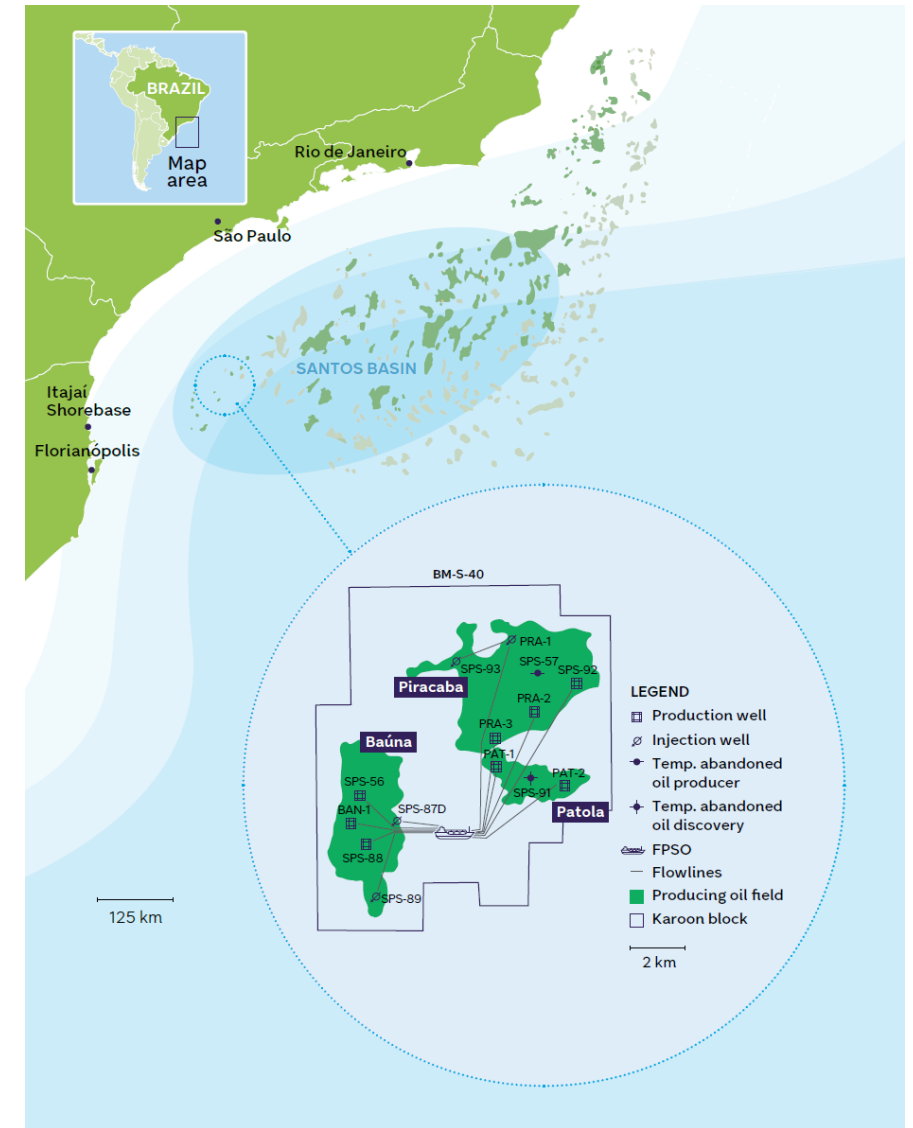 BRAZIL
Map
area
Rio de Janeiro
São Paulo
SANTOS BASIN
Itajaí
Shorebase
Florianópolis
BM-S-40
PRA-1
SPS-93
SPS-57
SPS-92
Piracaba
PRA-2
PRA-3
Baúna
PAT-1
PAT-2
SPS-91
Patola
SPS-56
SPS-87D
BAN-1
SPS-88
SPS-89
LEGEND
Production well
Injection well
Temp. abandoned
oil producer
Temp. abandoned
oil discovery
FPSO
Flowlines
Producing oil field
Karoon block
2 km
125 km